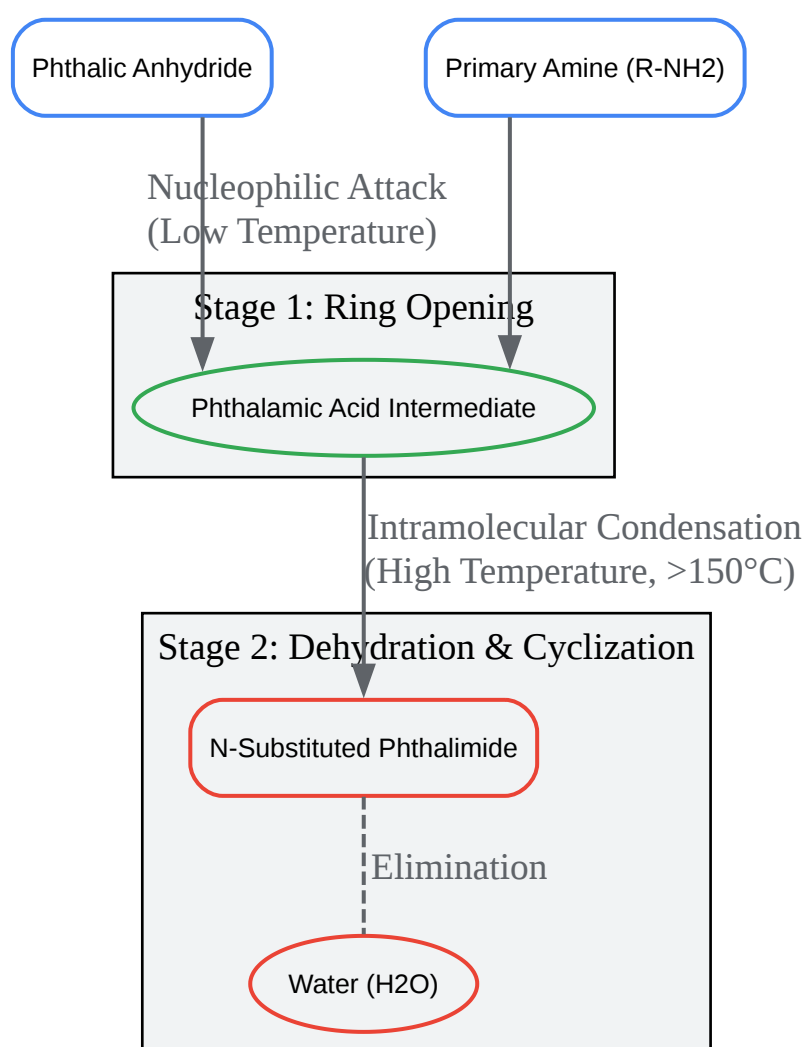 Phthalic Anhydride
Primary Amine (R-NH2)
Nucleophilic Attack
(Low Temperature)
Stage 1: Ring Opening
Phthalamic Acid Intermediate
Intramolecular Condensation
(High Temperature, >150°C)
Stage 2: Dehydration & Cyclization
N-Substituted Phthalimide
Elimination
Water (H2O)